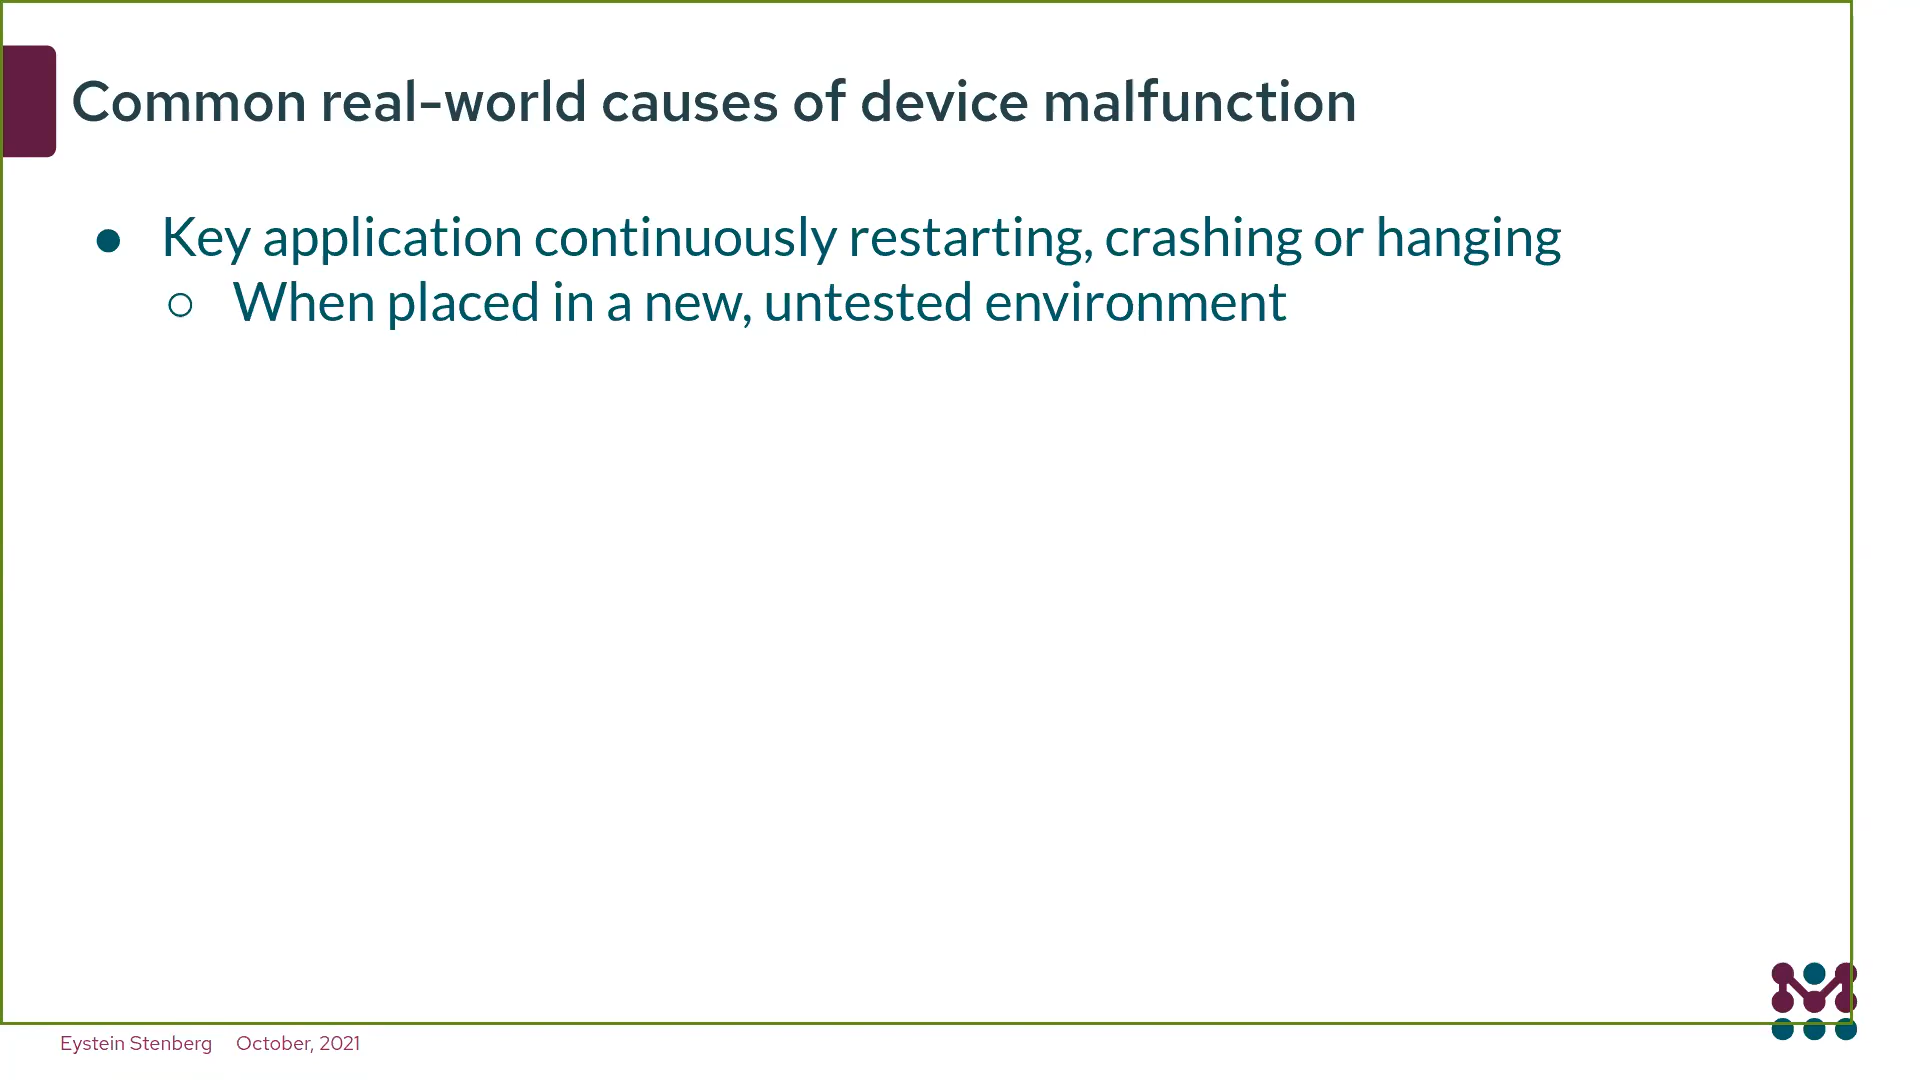 Common real-world causes of device malfunction
● Key application continuously restarting, crashing or hanging
○ When placed in a new, untested environment
Eystein Stenberg October, 2021